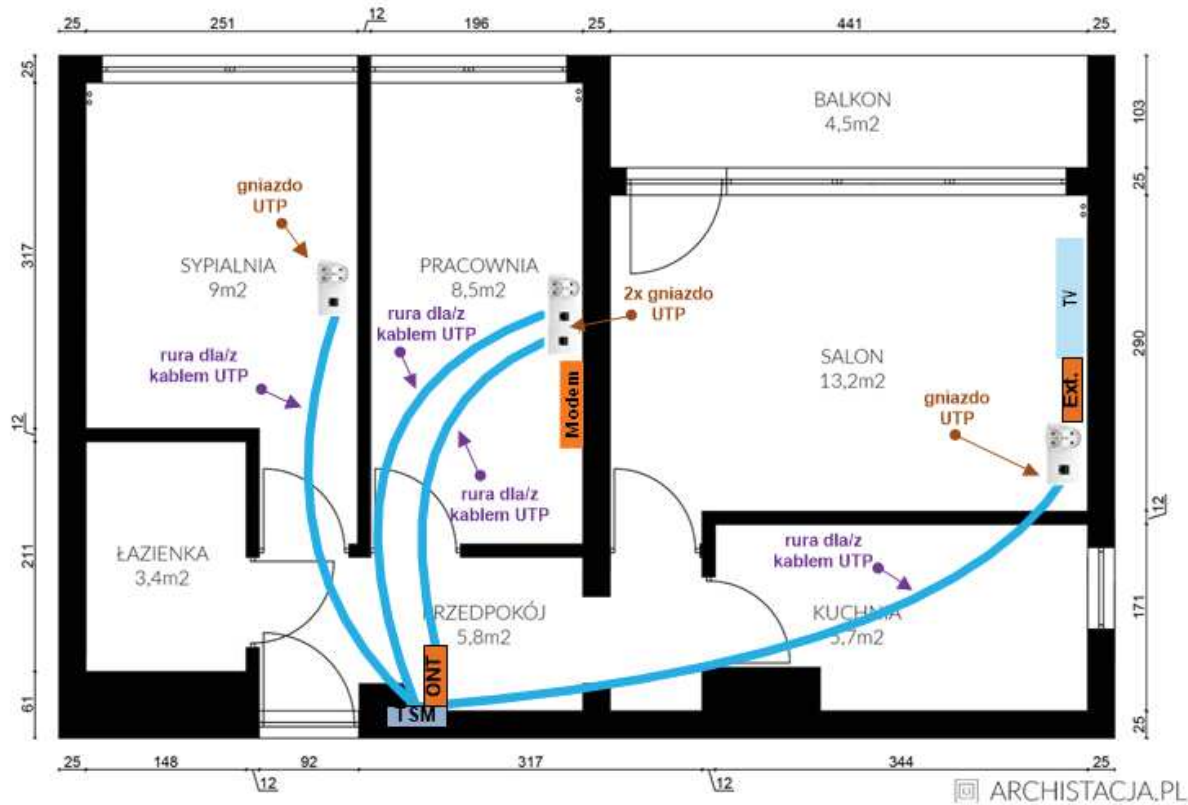 25
251
12
196
25
441
25
25
317
12
211
61
103
25
290
12
171
25
BALKON
4,5m2
gniazdo
UTP
SYPIALNIA
9m2
PRACOWNIA
8,5m2
2x gniazdo
UTP
rura dla/z
kablem UTP
rura dla/z
kablem UTP
TV
SALON
13,2m2
Modem
Ext.
gniazdo
UTP
rura dla/z
kablem UTP
rura dla/z
kablem UTP
ŁAZIENKA
3,4m2
PRZEDPOKÓJ
5,8m2
KUCHNIA
5,7m2
ONT
TSM
25
148
12
92
317
12
344
25
ARCHISTACJA.PL